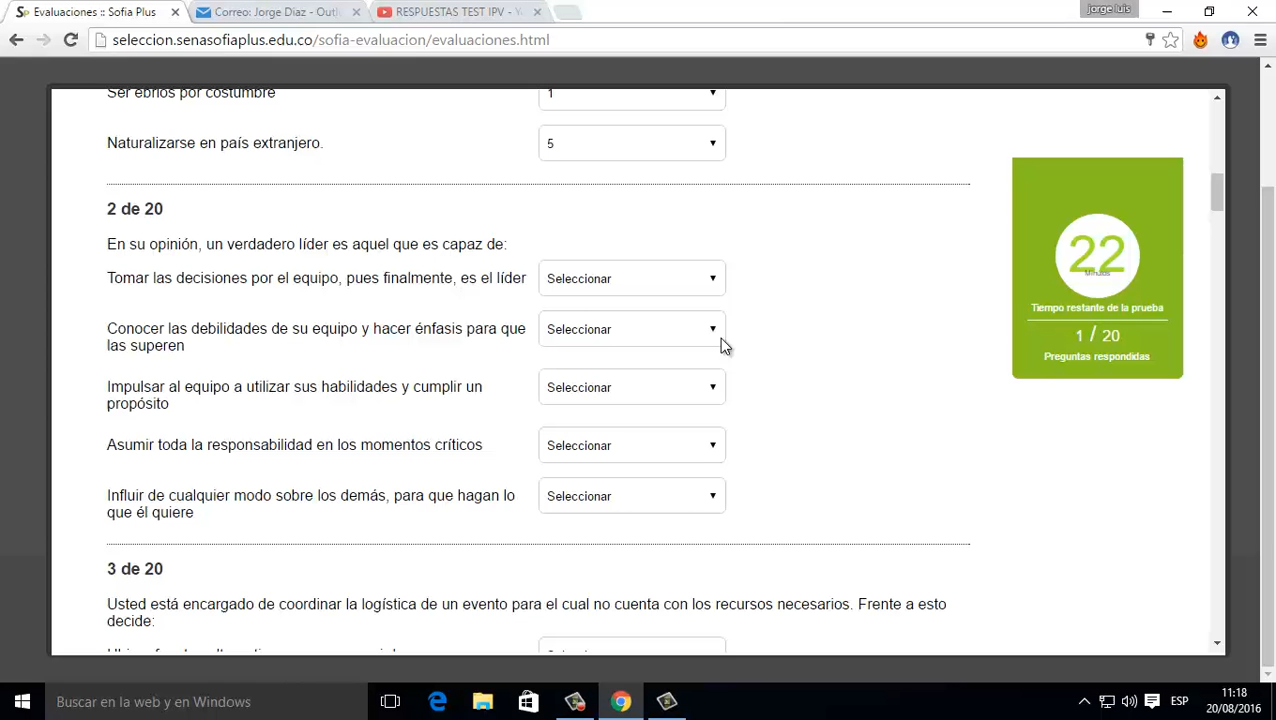 Evaluaciones :: Sofia Plus
Correo: Jorge Diaz - Outl
RESPUESTAS TEST IPV - Y
jorge luis
seleccion.senasofiaplus.edu.co/sofia-evaluacion/evaluaciones.html
Ser ebrios por costumbre
1
Naturalizarse en país extranjero.
5
2 de 20
En su opinión, un verdadero líder es aquel que es capaz de:
Tomar las decisiones por el equipo, pues finalmente, es el líder
Seleccionar
Conocer las debilidades de su equipo y hacer énfasis para que
las superen
Seleccionar
Impulsar al equipo a utilizar sus habilidades y cumplir un
propósito
Seleccionar
Asumir toda la responsabilidad en los momentos críticos
Seleccionar
Influir de cualquier modo sobre los demás, para que hagan lo
que él quiere
Seleccionar
3 de 20
Usted está encargado de coordinar la logística de un evento para el cual no cuenta con los recursos necesarios. Frente a esto
decide:
22
Minutos
Tiempo restante de la prueba
1 / 20
Preguntas respondidas
Buscar en la web y en Windows
ESP
11:18
20/08/2016